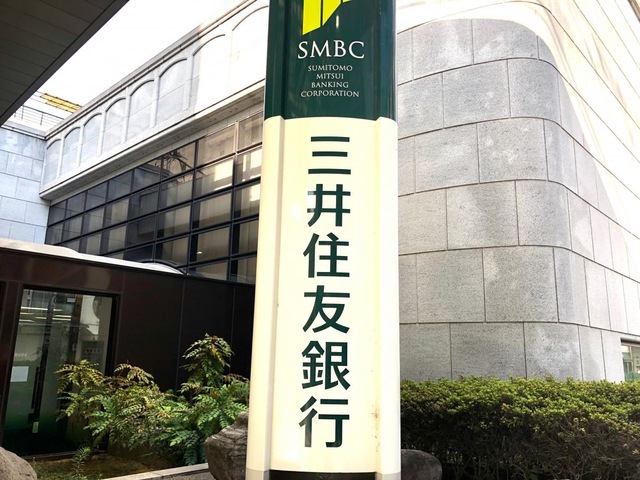 SMBC
SUMITOMO
MITSUI
BANKING
CORPORATION
三井住友銀行